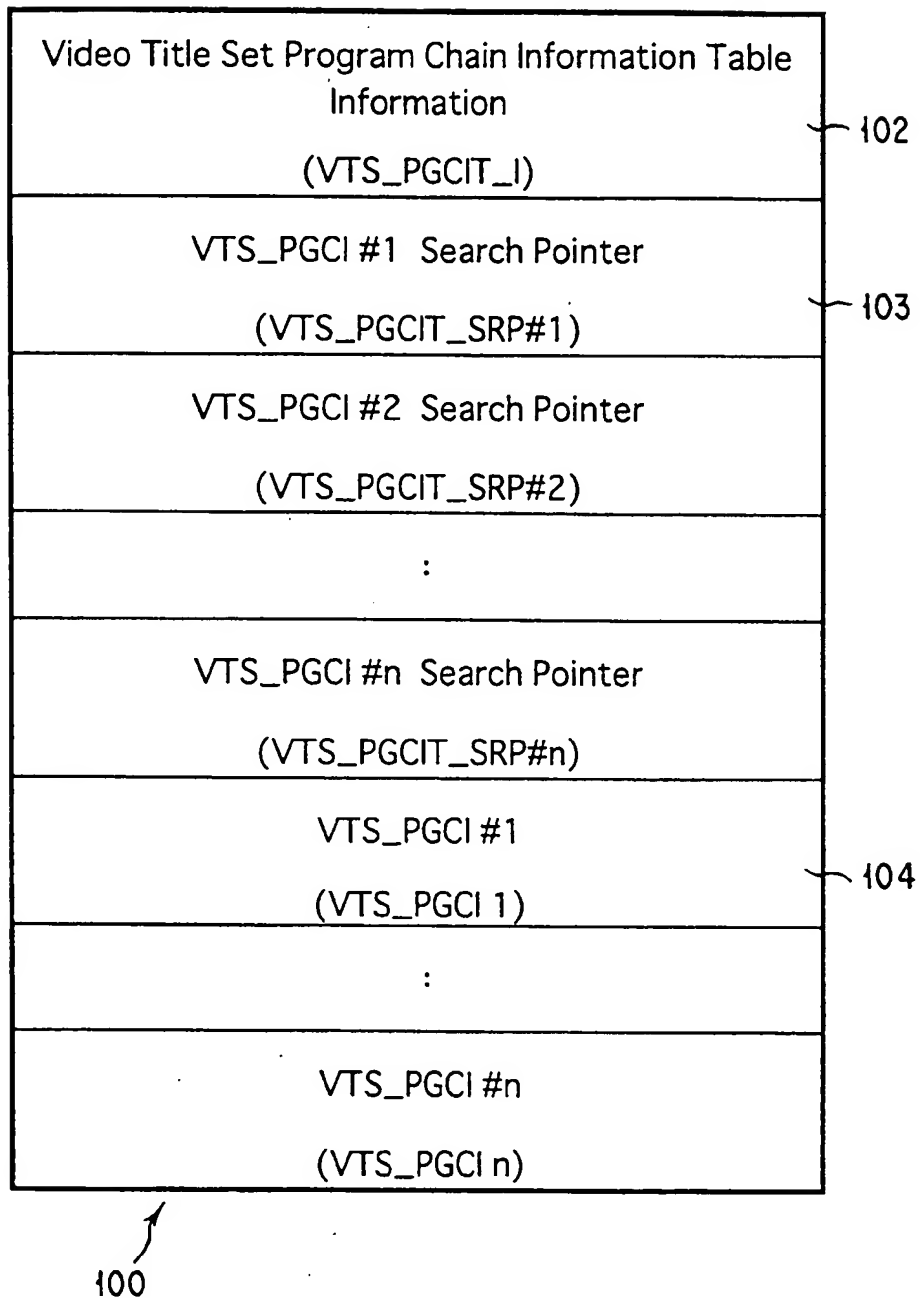 Video Title Set Program Chain Information Table
Information
(VTS_PGCIT_I)
102
VTS_PGCI #1 Search Pointer
(VTS_PGCIT_SRP#1)
103
VTS_PGCI #2 Search Pointer
(VTS_PGCIT_SRP#2)
:
VTS_PGCI #n Search Pointer
(VTS_PGCIT_SRP#n)
VTS_PGCI #1
(VTS_PGCI 1)
104
:
VTS_PGCI #n
(VTS_PGCI n)
100